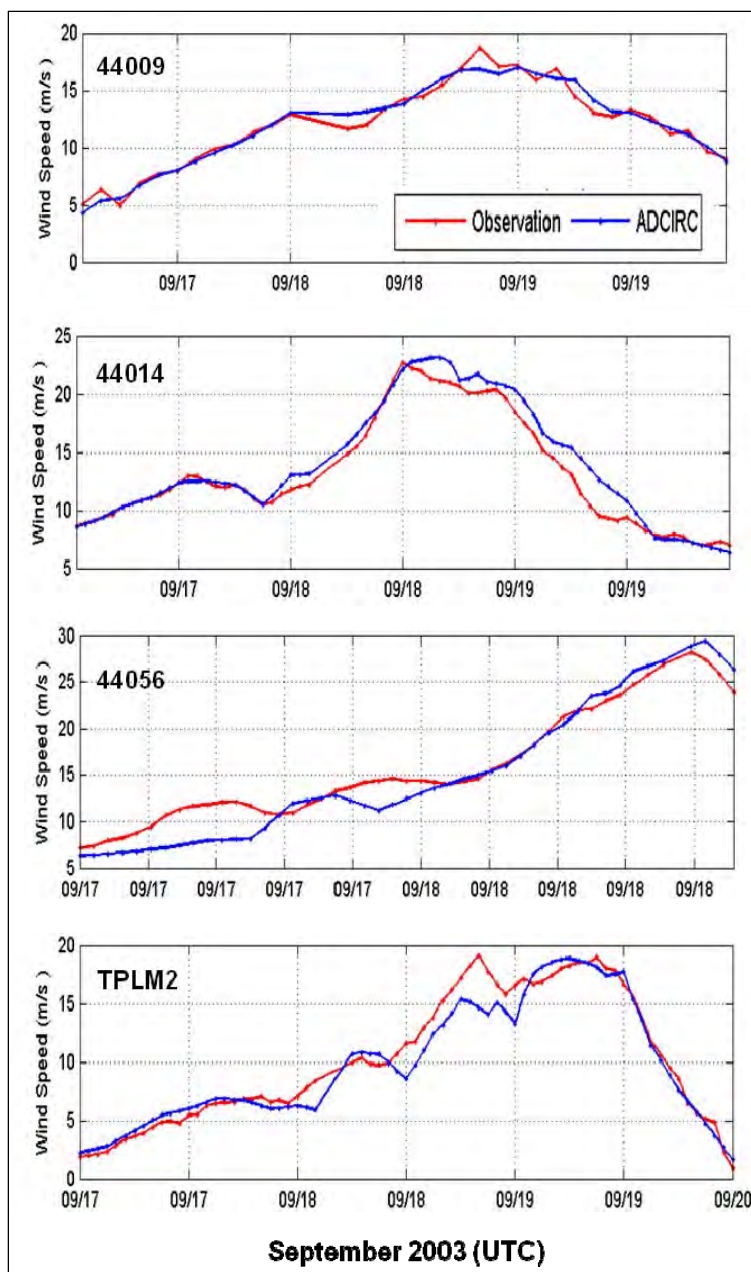 20
44009
15
10
5
0
Wind Speed (m/s)
Observation ADCIRC
09/17 09/18 09/18 09/19 09/19
25
44014
20
15
10
5
Wind Speed (m/s)
09/17 09/18 09/18 09/19 09/19
30
44056
25
20
15
10
5
Wind Speed (m/s)
09/17 09/17 09/17 09/17 09/17 09/18 09/18 09/18 09/18 09/18
20
TPLM2
15
10
5
0
Wind Speed (m/s)
09/17 09/17 09/18 09/18 09/19 09/19 09/20
September 2003 (UTC)